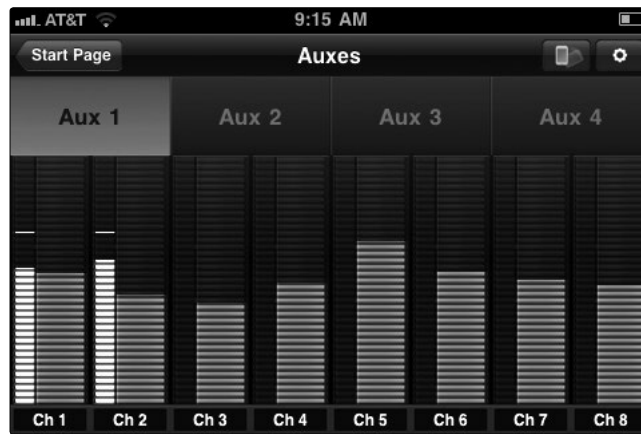 AT&T 9:15 AM
Start Page Auxes
Aux 1 Aux 2 Aux 3 Aux 4
Ch 1 Ch 2 Ch 3 Ch 4 Ch 5 Ch 6 Ch 7 Ch 8